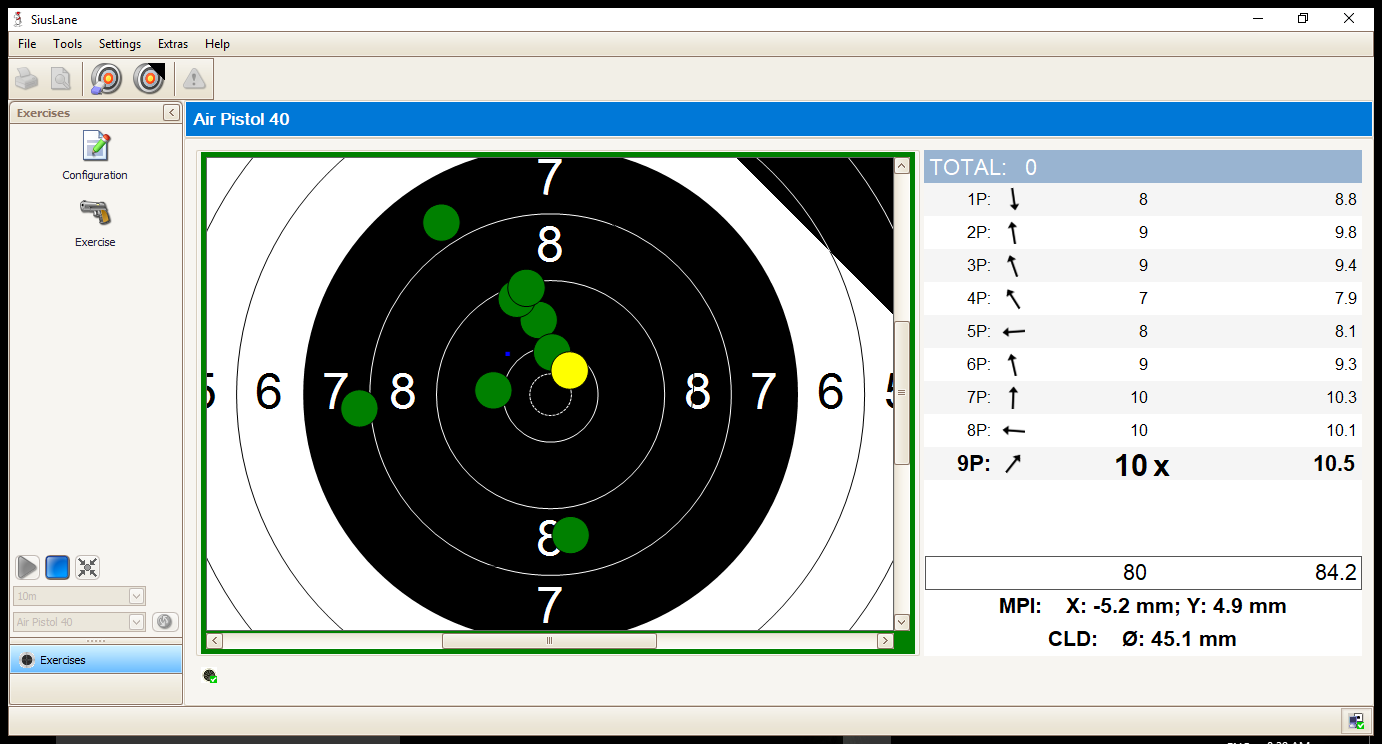 SiusLane
File Tools Settings Extras Help
Exercises
Air Pistol 40
Configuration
Exercise
10m
Air Pistol 40
Exercises
7
8
5 6 7 8 8 7 6 5
8
7
TOTAL: 0
1P: 8 8.8
2P: 9 9.8
3P: 9 9.4
4P: 7 7.9
5P: 8 8.1
6P: 9 9.3
7P: 10 10.3
8P: 10 10.1
9P: 10 x 10.5
80 84.2
MPI: X: -5.2 mm; Y: 4.9 mm
CLD: Ø: 45.1 mm